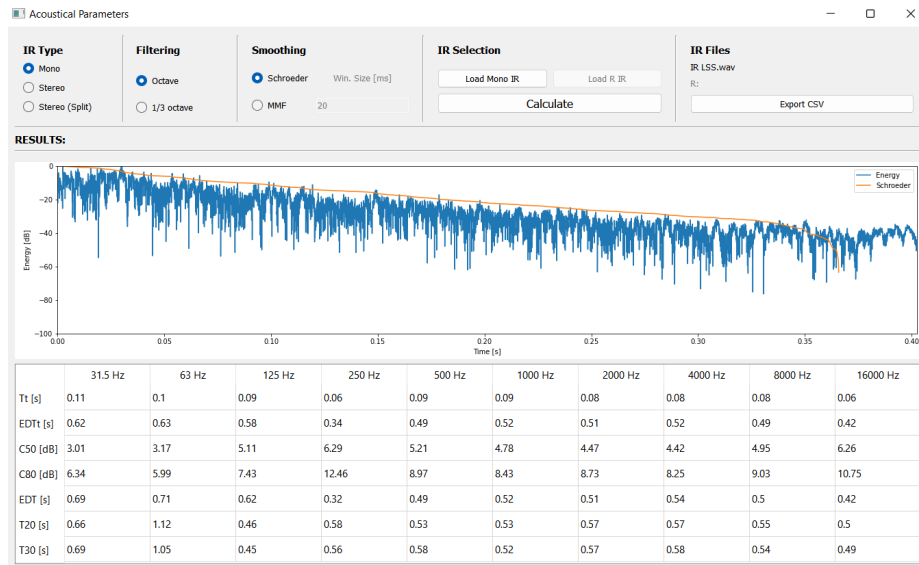 Acoustical Parameters
IR Type
Mono
Stereo
Stereo (Split)
Filtering
Octave
1/3 octave
Smoothing
Schroeder Win. Size [ms]
MMF 20
IR Selection
Load Mono IR Load R IR
Calculate
IR Files
IR LSS.wav
R:
Export CSV
RESULTS:
Energy
Schroeder
0
−20
−40
−60
−80
−100
Energy [dB]
0.00 0.05 0.10 0.15 0.20 0.25 0.30 0.35 0.40
Time [s]
31.5 Hz 63 Hz 125 Hz 250 Hz 500 Hz 1000 Hz 2000 Hz 4000 Hz 8000 Hz 16000 Hz
Tt [s] 0.11 0.1 0.09 0.06 0.09 0.09 0.08 0.08 0.08 0.06
EDTt [s] 0.62 0.63 0.58 0.34 0.49 0.52 0.51 0.52 0.49 0.42
C50 [dB] 3.01 3.17 5.11 6.29 5.21 4.78 4.47 4.42 4.95 6.26
C80 [dB] 6.34 5.99 7.43 12.46 8.97 8.43 8.73 8.25 9.03 10.75
EDT [s] 0.69 0.71 0.62 0.32 0.49 0.52 0.51 0.54 0.5 0.42
T20 [s] 0.66 1.12 0.46 0.58 0.53 0.53 0.57 0.57 0.55 0.5
T30 [s] 0.69 1.05 0.45 0.56 0.58 0.52 0.57 0.58 0.54 0.49